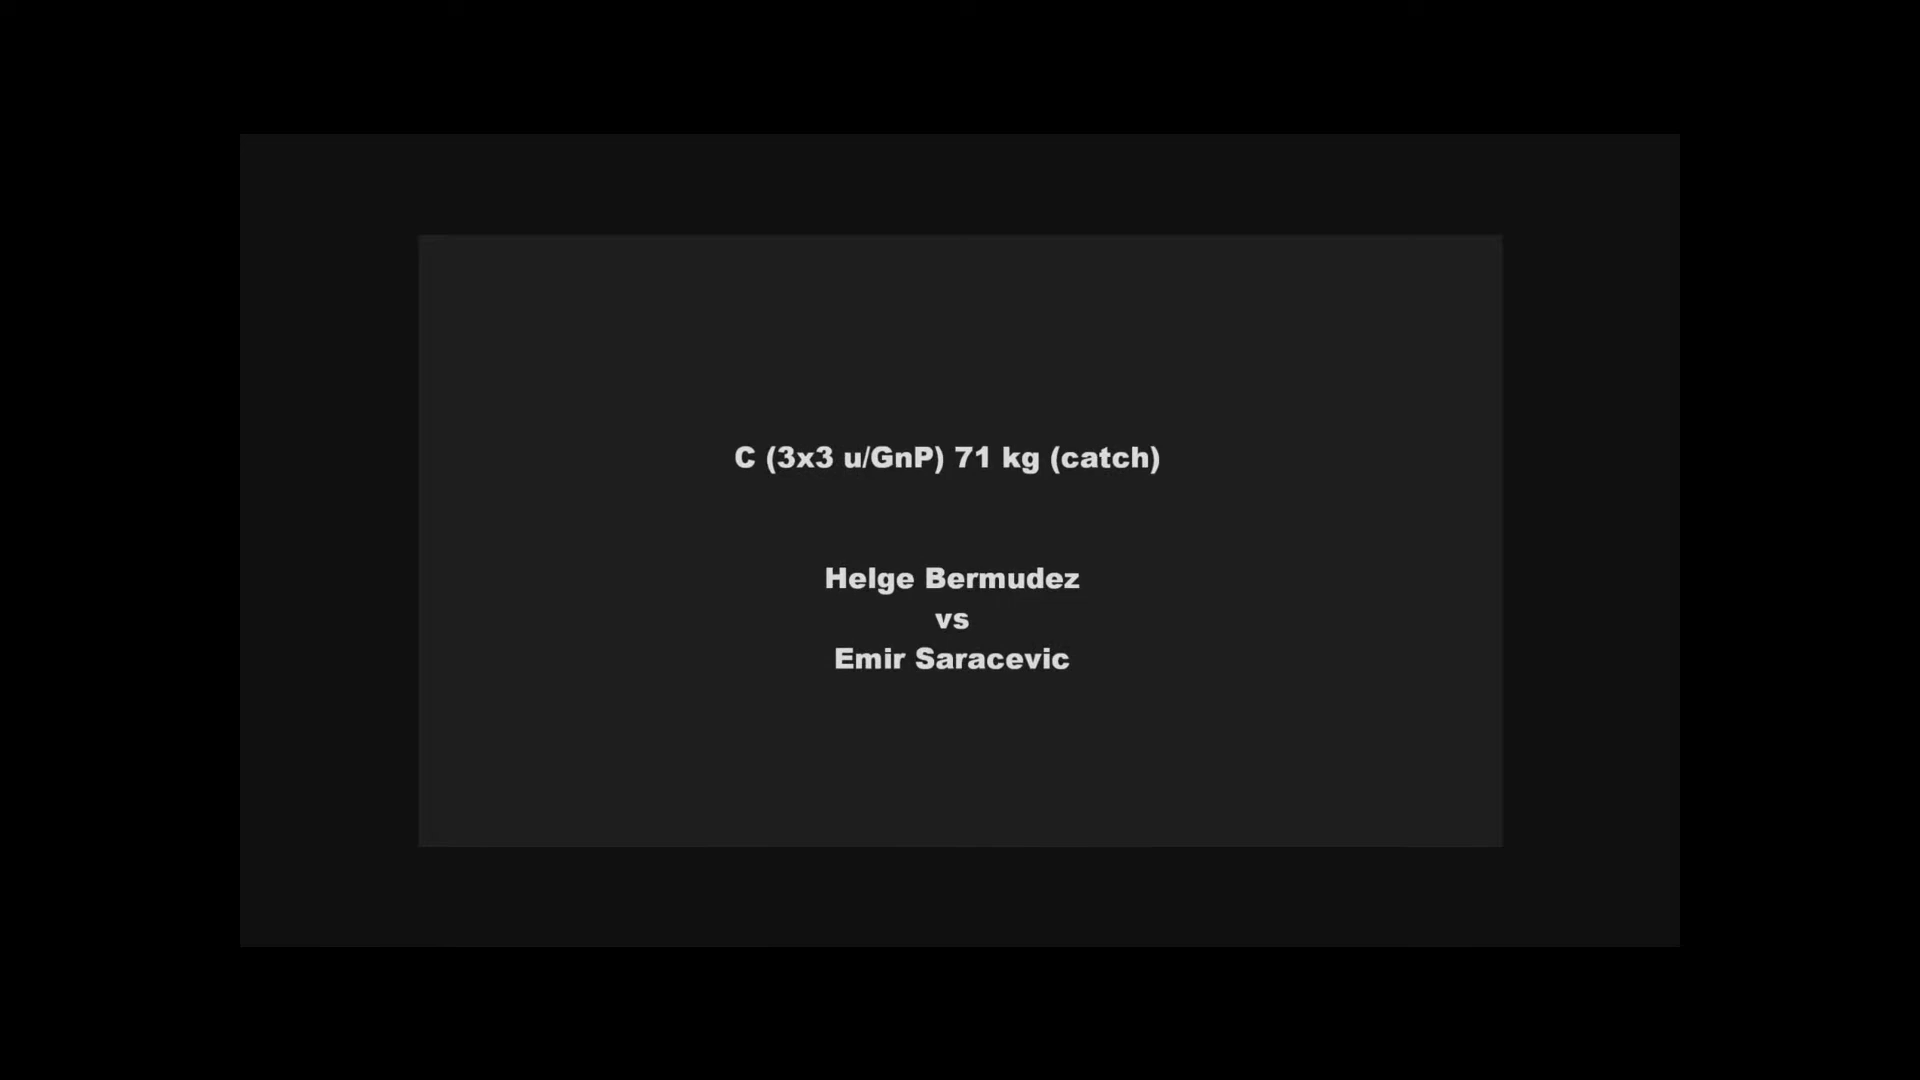 C (3x3 u/GnP) 71 kg (catch)
Helge Bermudez
vs
Emir Saracevic